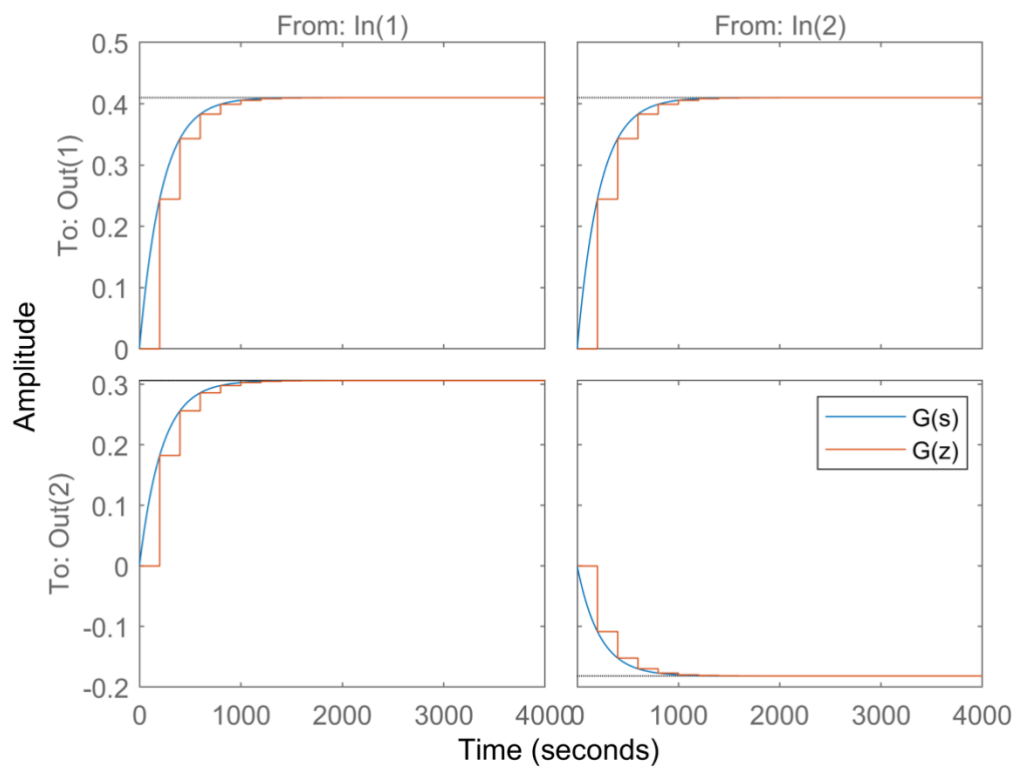 From: In(1)
From: In(2)
Amplitude
To: Out(1)
0.5
0.4
0.3
0.2
0.1
0
To: Out(2)
0.3
0.2
0.1
0
-0.1
-0.2
G(s)
G(z)
0 1000 2000 3000 4000
0 1000 2000 3000 4000
Time (seconds)